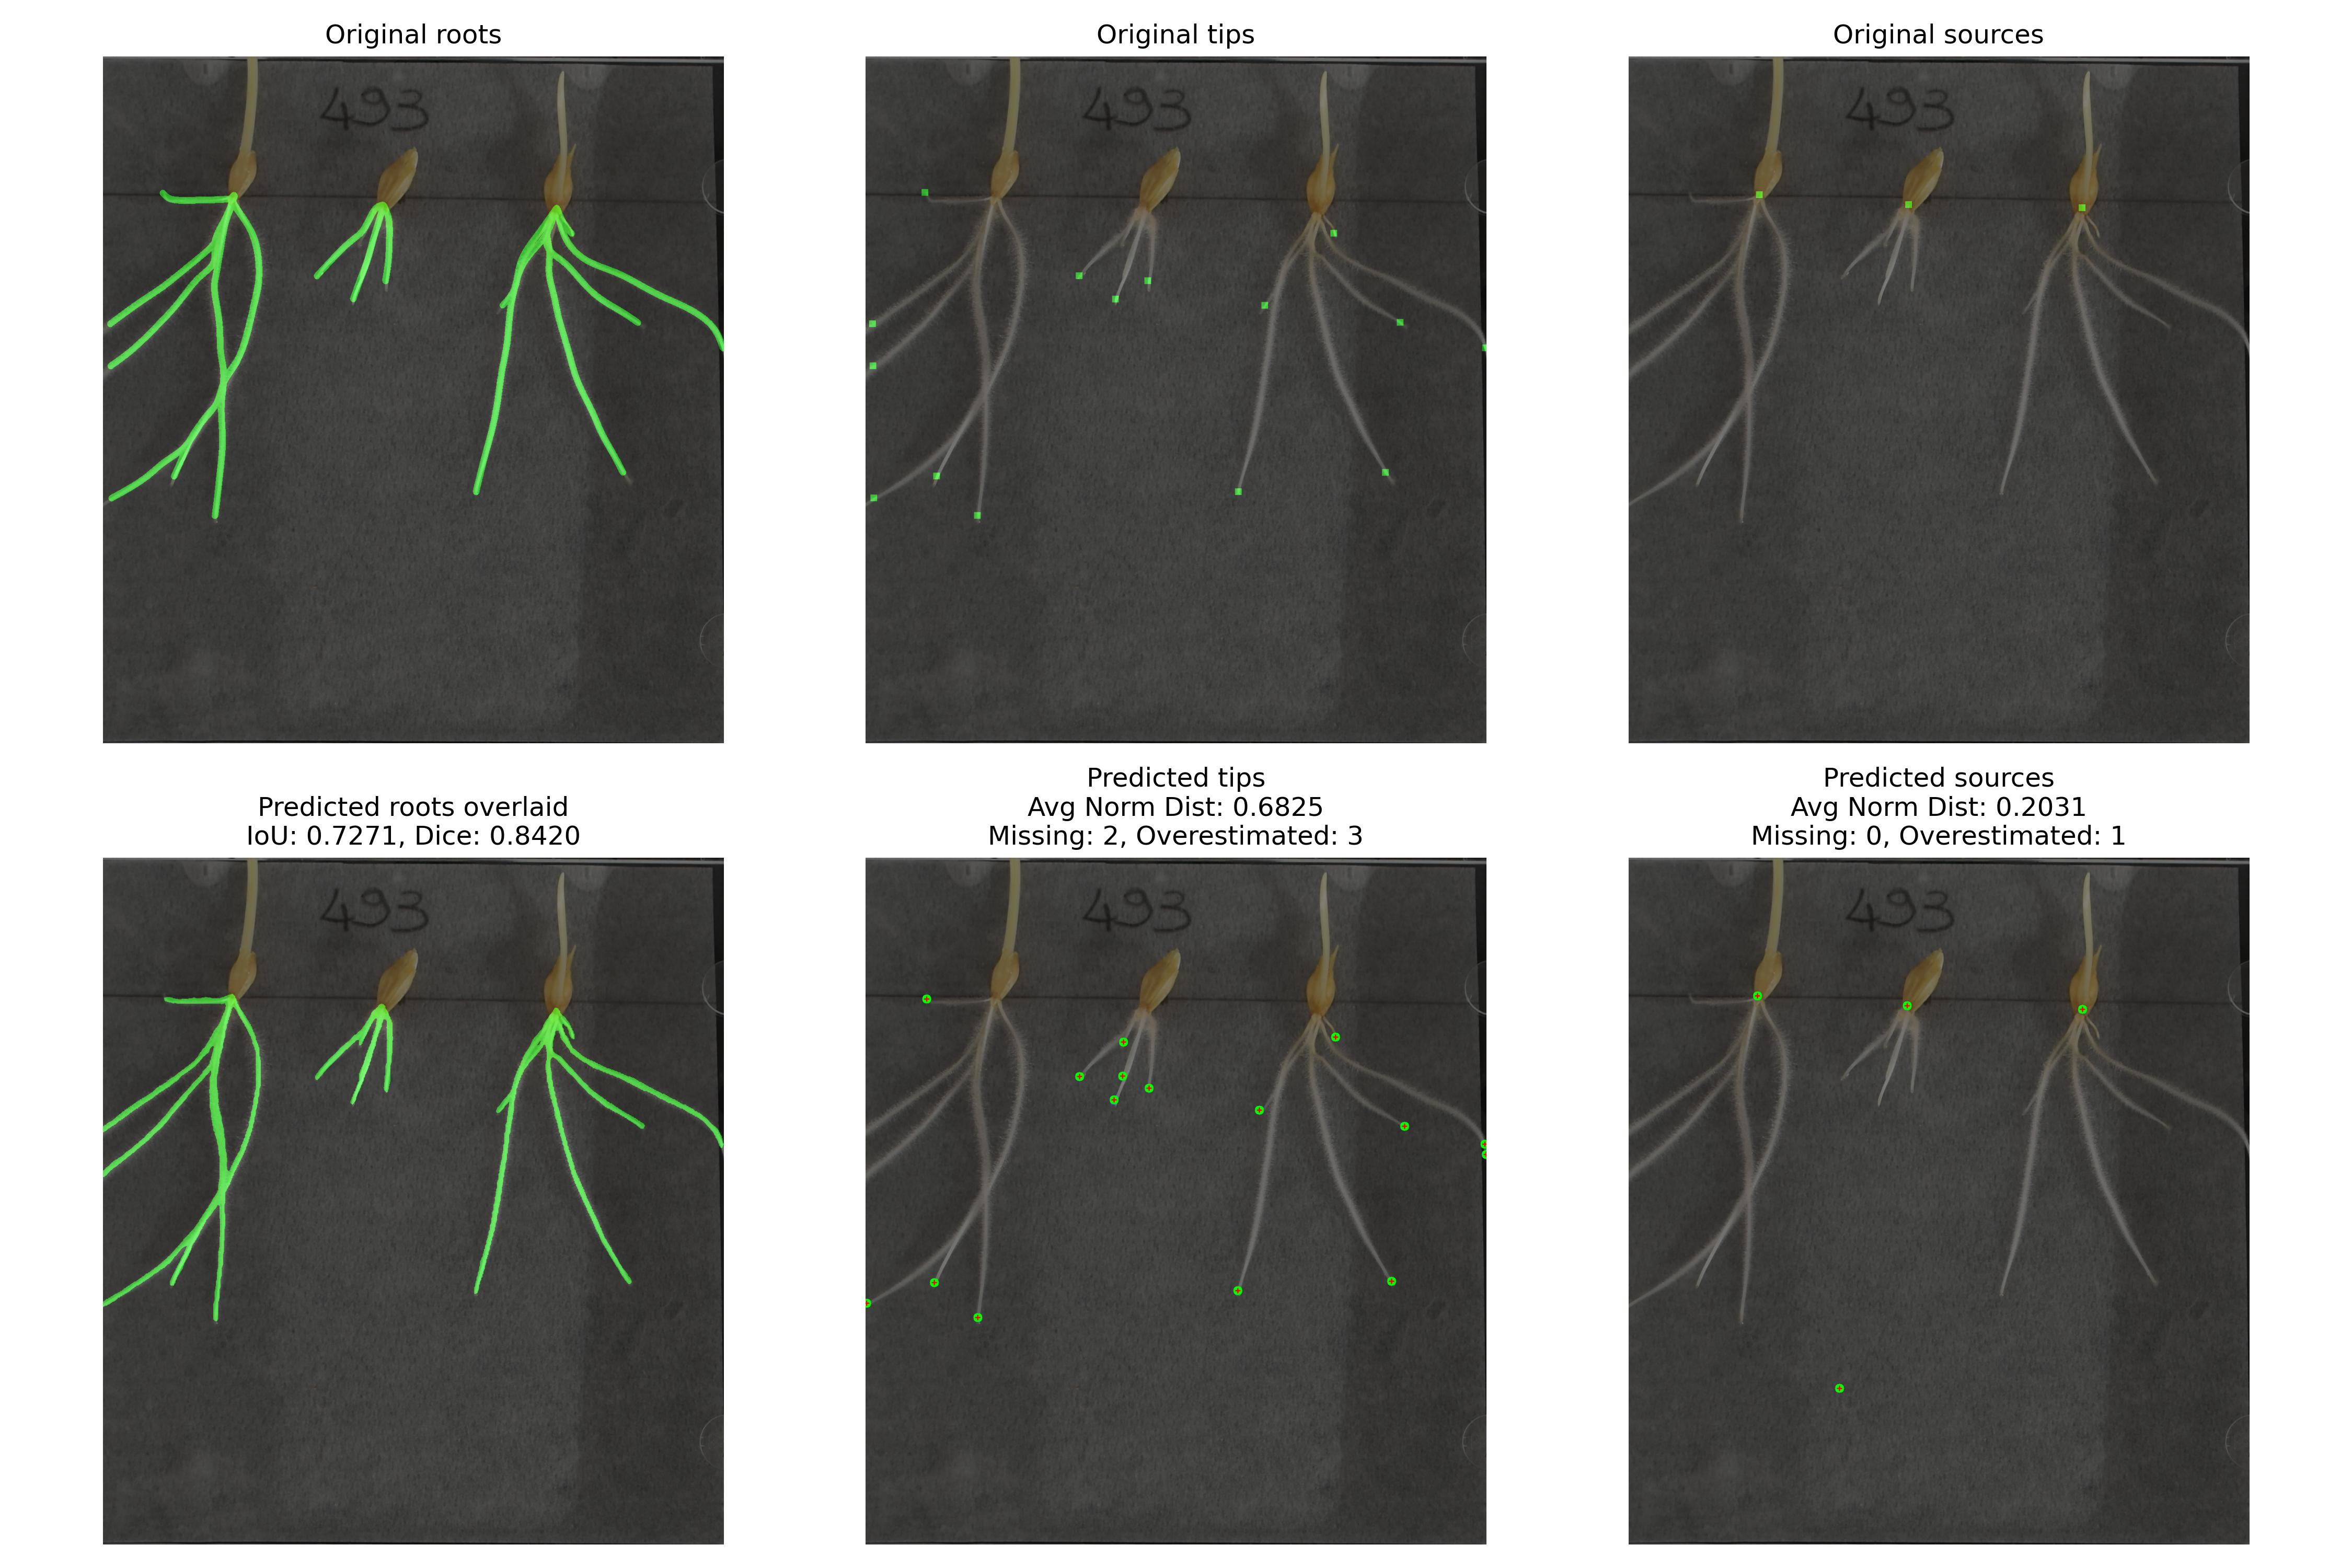 Original roots
Original tips
Original sources
493
493
493
Predicted roots overlaid
IoU: 0.7271, Dice: 0.8420
Predicted tips
Avg Norm Dist: 0.6825
Missing: 2, Overestimated: 3
Predicted sources
Avg Norm Dist: 0.2031
Missing: 0, Overestimated: 1
493
493
493